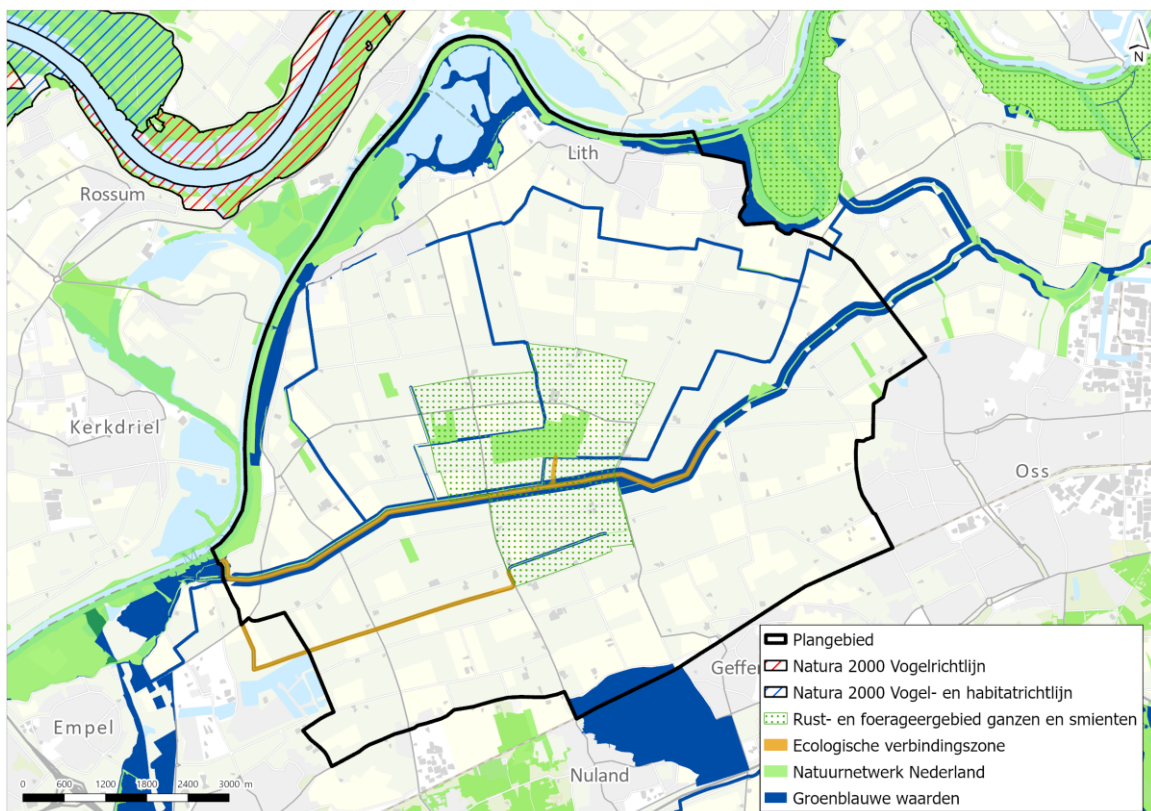 N
Lith
Rossum
Kerkdriel
Oss
Plangebied
Natura 2000 Vogelrichtlijn
Geffe
Natura 2000 Vogel- en habitatrichtlijn
Rust- en foerageergebied ganzen en smienten
Empel
Ecologische verbindingszone
Nuland
Natuurnetwerk Nederland
0 600 1200 1800 2400 3000 m
Groenblauwe waarden